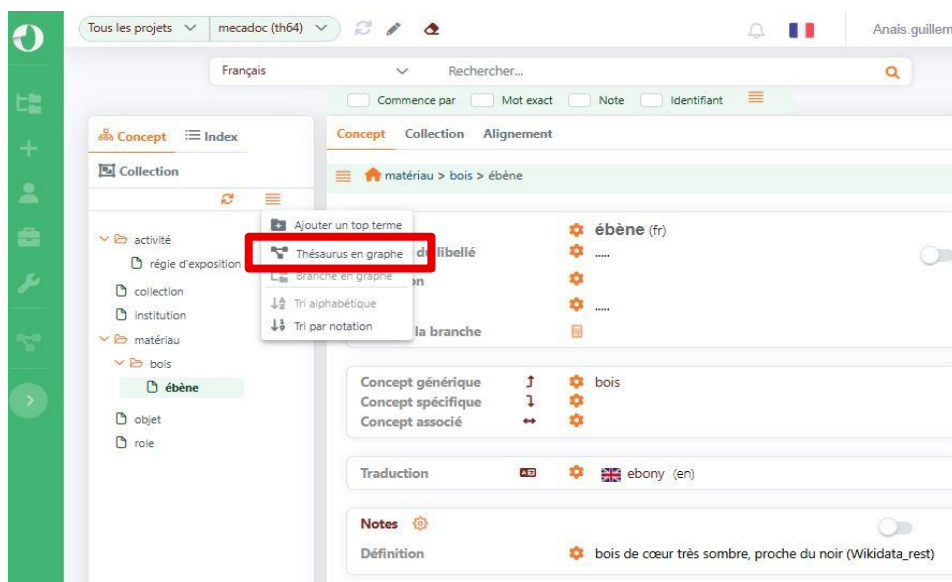 Tous les projets
mecadoc (th64)
Anais.guillem
Français
Rechercher...
Commence par
Mot exact
Note
Identifiant
Concept
Index
Collection
Concept
Collection
Alignement
matériau > bois > ébène
Ajouter un top terme
Thésaurus en graphe
Branche en graphe
Tri alphabétique
Tri par notation
activité
régie d'exposition
collection
institution
matériau
bois
ébène
objet
role
ébène (fr)
libellé
.....
on
.....
la branche
Concept générique
bois
Concept spécifique
Concept associé
Traduction
ebony (en)
Notes
Définition
bois de cœur très sombre, proche du noir (Wikidata_rest)